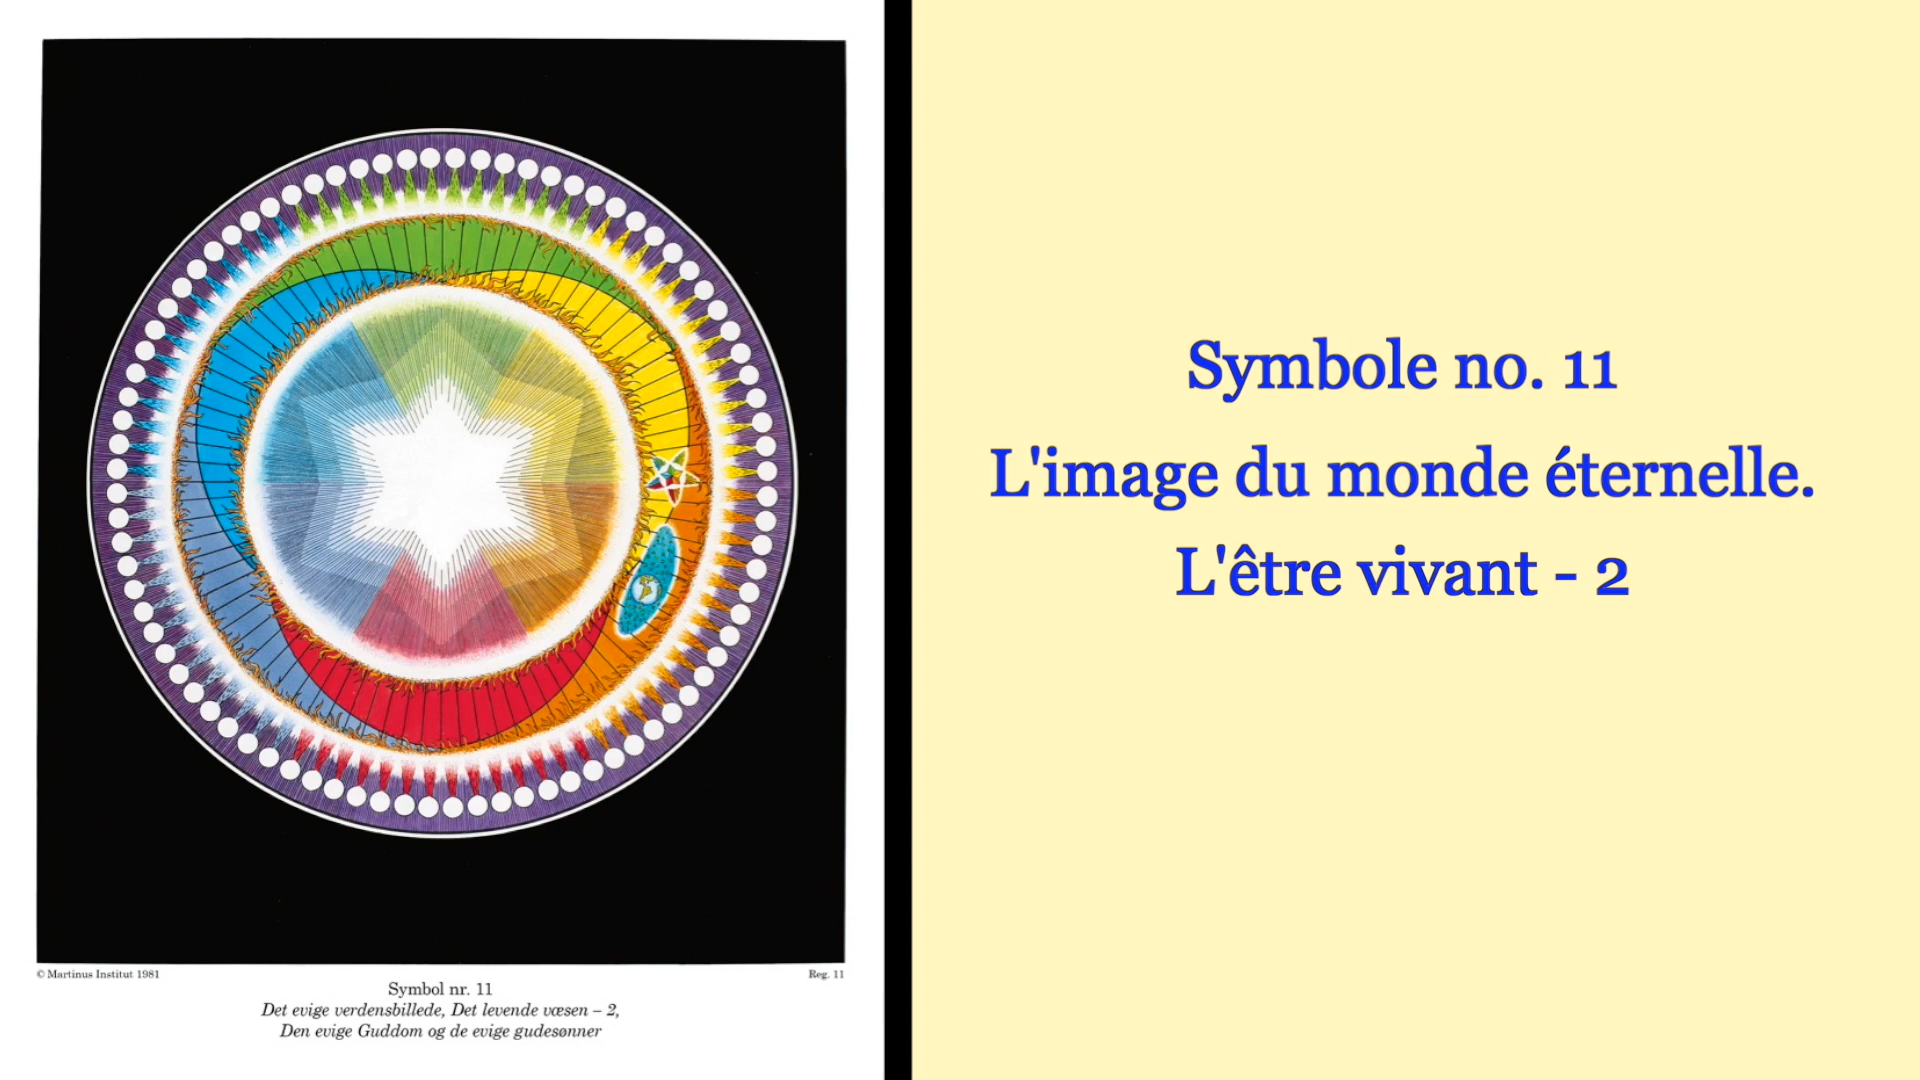 © Martinus Institut 1981
Reg. 11
Symbol nr. 11
Det evige verdensbillede, Det levende væsen – 2,
Den evige Guddom og de evige gudesønner
Symbole no. 11
L'image du monde éternelle.
L'être vivant - 2